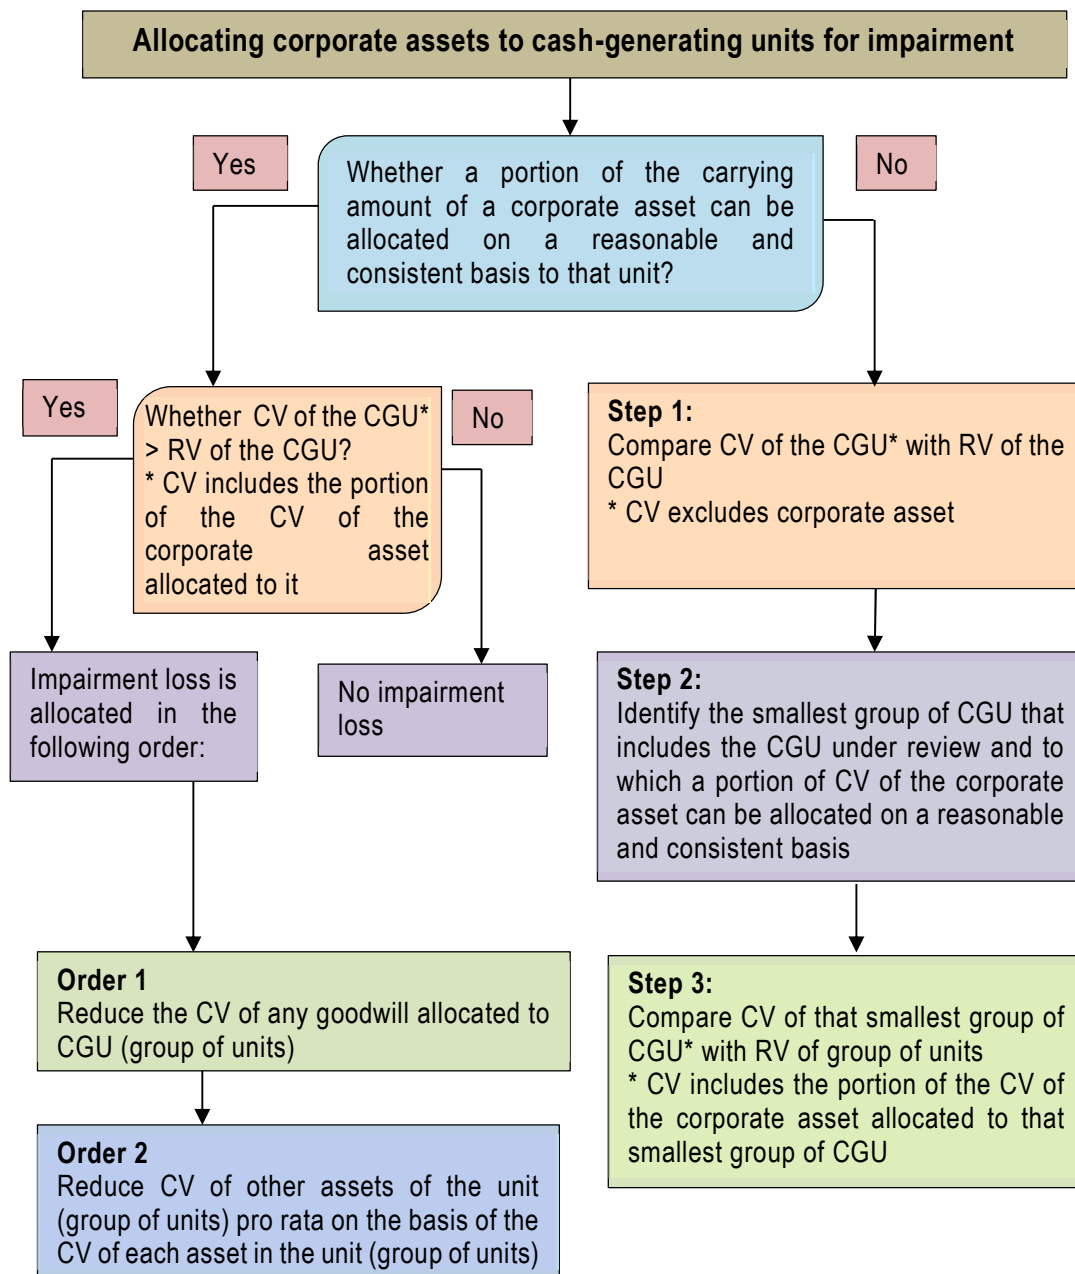 Allocating corporate assets to cash-generating units for impairment
Yes
Whether a portion of the carrying
amount of a corporate asset can be
allocated on a reasonable and
consistent basis to that unit?
No
Yes
Whether CV of the CGU*
> RV of the CGU?
* CV includes the portion
of the CV of the
corporate asset
allocated to it
No
Step 1:
Compare CV of the CGU* with RV of the
CGU
* CV excludes corporate asset
Impairment loss is
allocated in the
following order:
No impairment
loss
Step 2:
Identify the smallest group of CGU that
includes the CGU under review and to
which a portion of CV of the corporate
asset can be allocated on a reasonable
and consistent basis
Order 1
Reduce the CV of any goodwill allocated to
CGU (group of units)
Step 3:
Compare CV of that smallest group of
CGU* with RV of group of units
* CV includes the portion of the CV of
the corporate asset allocated to that
smallest group of CGU
Order 2
Reduce CV of other assets of the unit
(group of units) pro rata on the basis of the
CV of each asset in the unit (group of units)